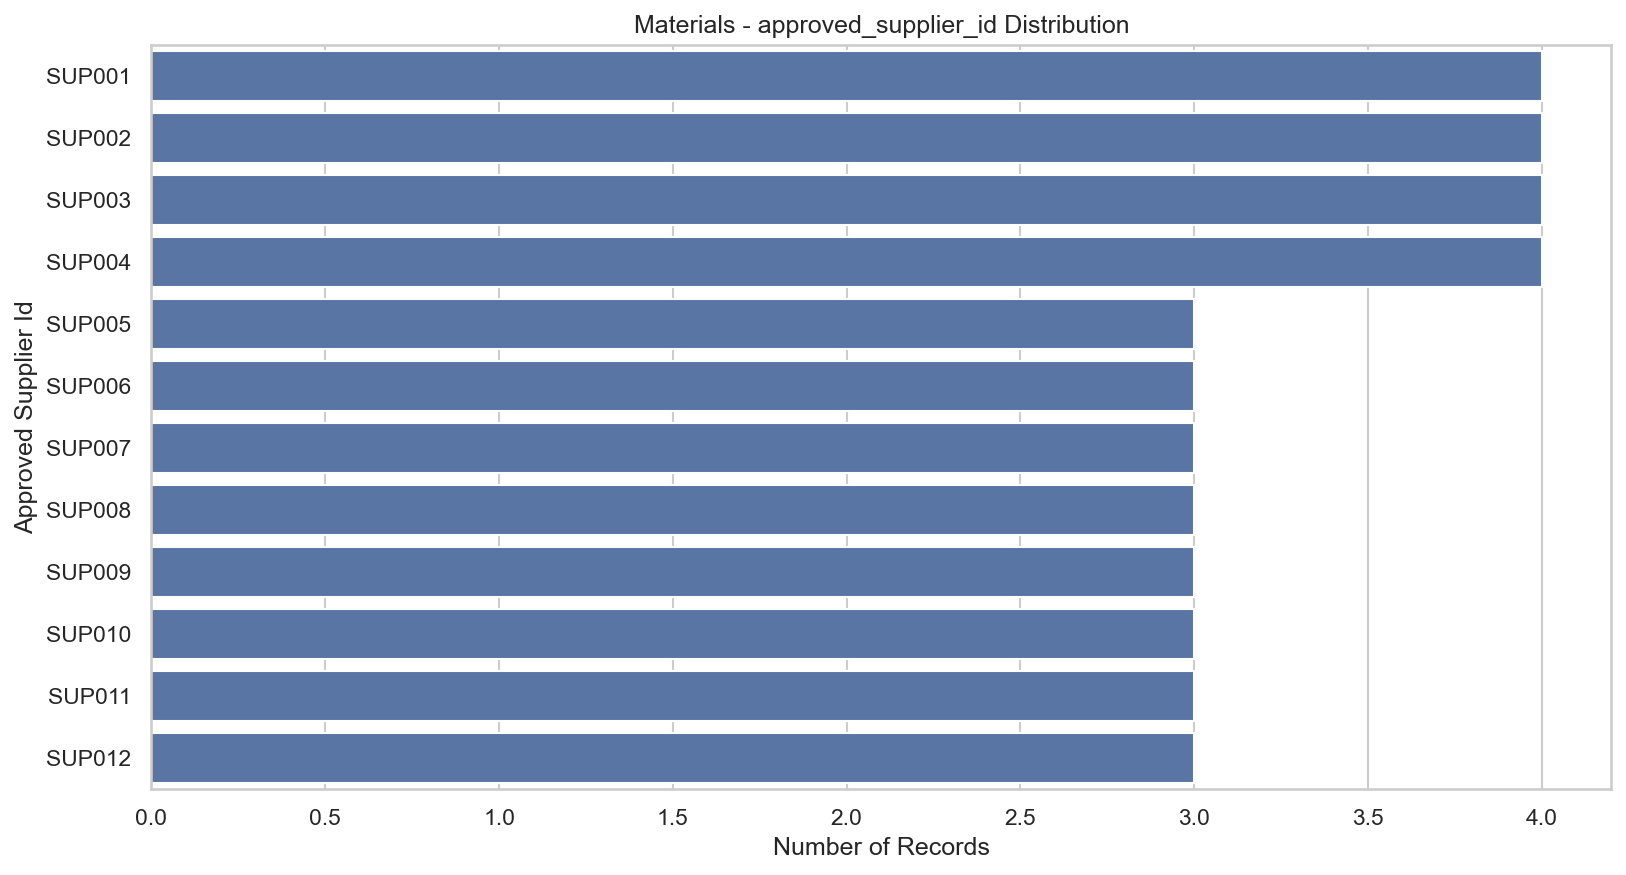 Materials - approved_supplier_id Distribution
SUP001
SUP002
SUP003
SUP004
SUP005
SUP006
SUP007
SUP008
SUP009
SUP010
SUP011
SUP012
Approved Supplier Id
0.0 0.5 1.0 1.5 2.0 2.5 3.0 3.5 4.0
Number of Records